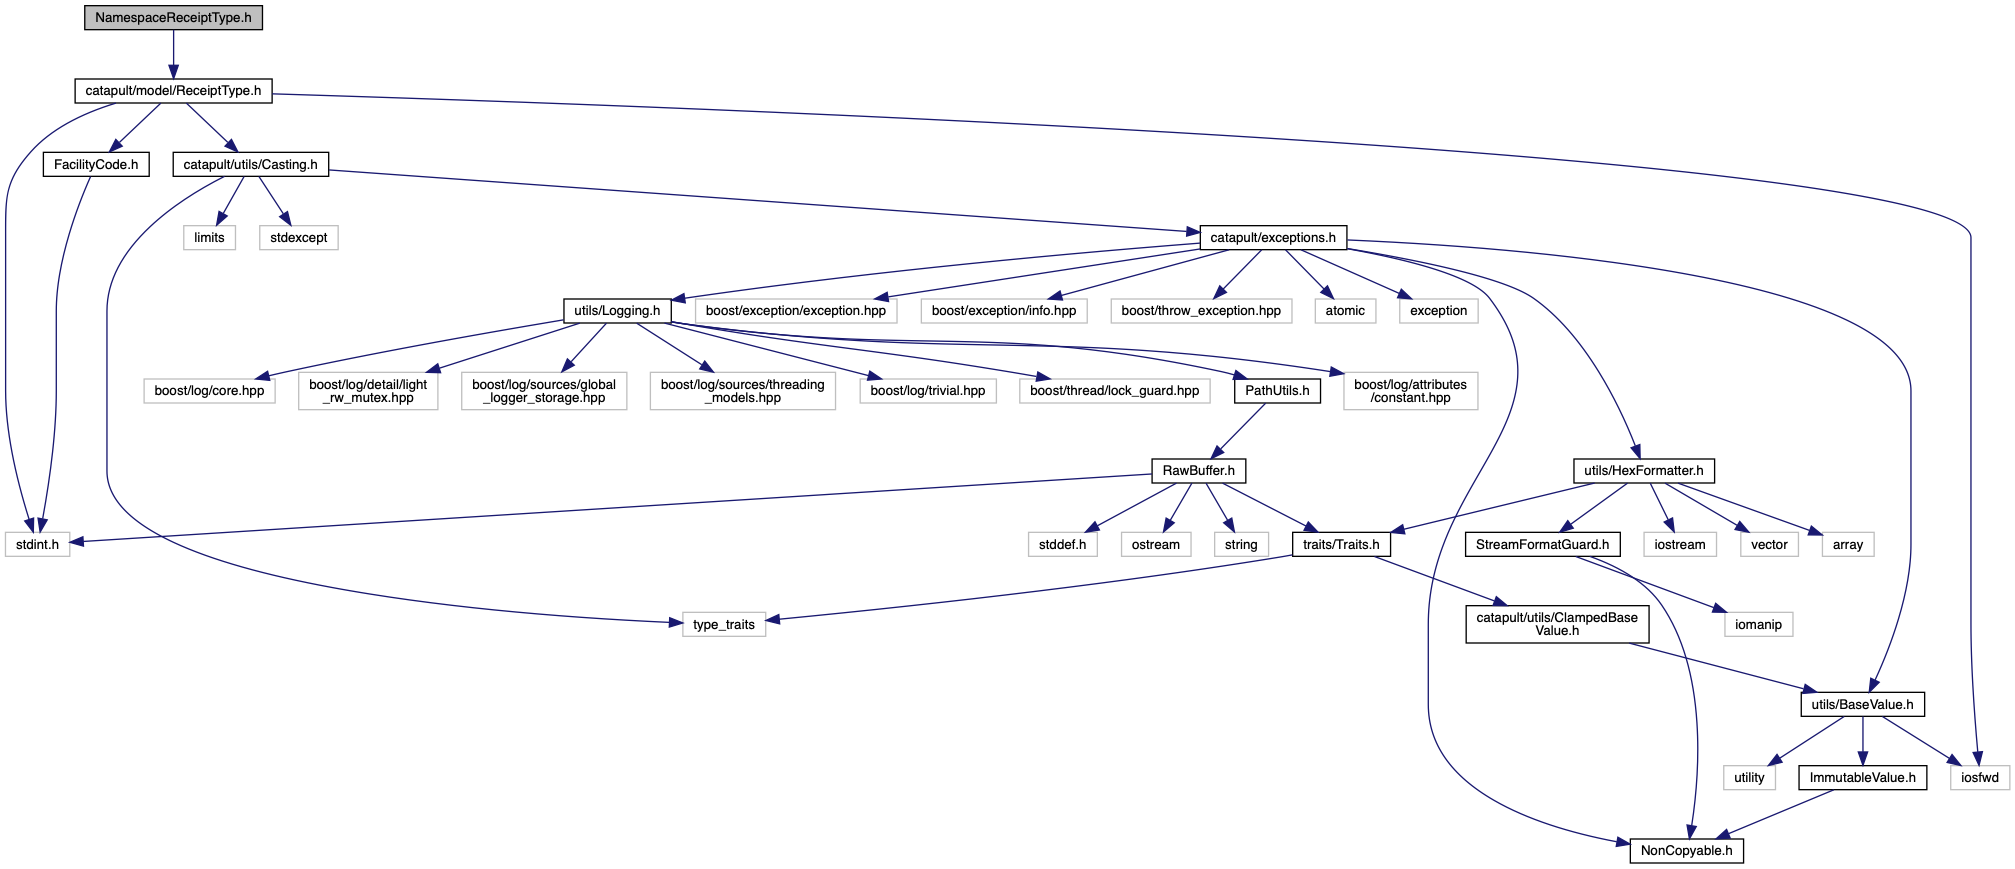 NamespaceReceiptType.h
catapult/model/ReceiptType.h
FacilityCode.h
catapult/utils/Casting.h
limits
stdexcept
catapult/exceptions.h
utils/Logging.h
boost/exception/exception.hpp
boost/exception/info.hpp
boost/throw_exception.hpp
atomic
exception
boost/log/core.hpp
boost/log/detail/light
_rw_mutex.hpp
boost/log/sources/global
_logger_storage.hpp
boost/log/sources/threading
_models.hpp
boost/log/trivial.hpp
boost/thread/lock_guard.hpp
PathUtils.h
boost/log/attributes
/constant.hpp
RawBuffer.h
utils/HexFormatter.h
stdint.h
stddef.h
ostream
string
traits/Traits.h
StreamFormatGuard.h
iostream
vector
array
type_traits
catapult/utils/ClampedBase
Value.h
iomanip
utils/BaseValue.h
utility
ImmutableValue.h
iosfwd
NonCopyable.h